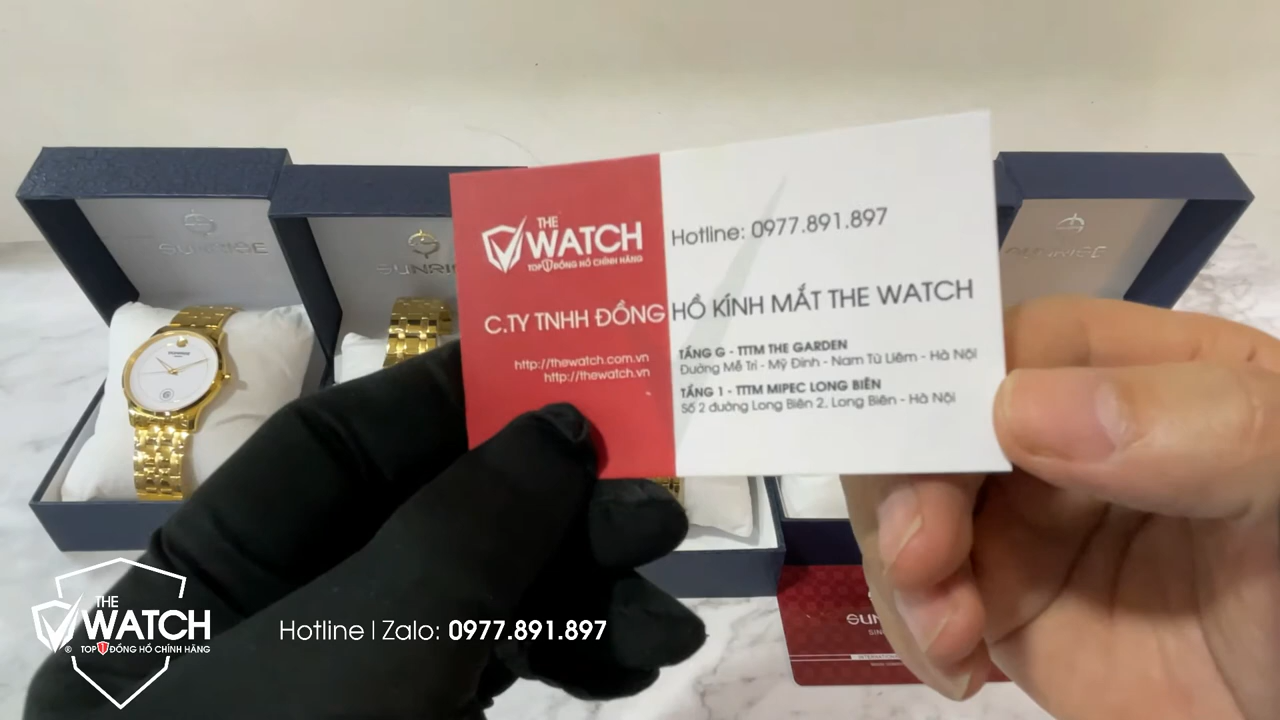 SUNRISE
SUNRI
SUNRISE
THE
WATCH
TOP 1 ĐỒNG HỒ CHÍNH HÃNG
Hotline: 0977.891.897
C.TY TNHH ĐỒNG HỒ KÍNH MẮT THE WATCH
http://thewatch.com.vn
http://thewatch.vn
TẦNG G - TTTM THE GARDEN
Đường Mễ Trì - Mỹ Đình - Nam Từ Liêm - Hà Nội
TẦNG 1 - TTTM MIPEC LONG BIÊN
Số 2 đường Long Biên 2, Long Biên - Hà Nội
THE
WATCH
®
TOP 1 ĐỒNG HỒ CHÍNH HÃNG
Hotline | Zalo: 0977.891.897
SUN
SIN